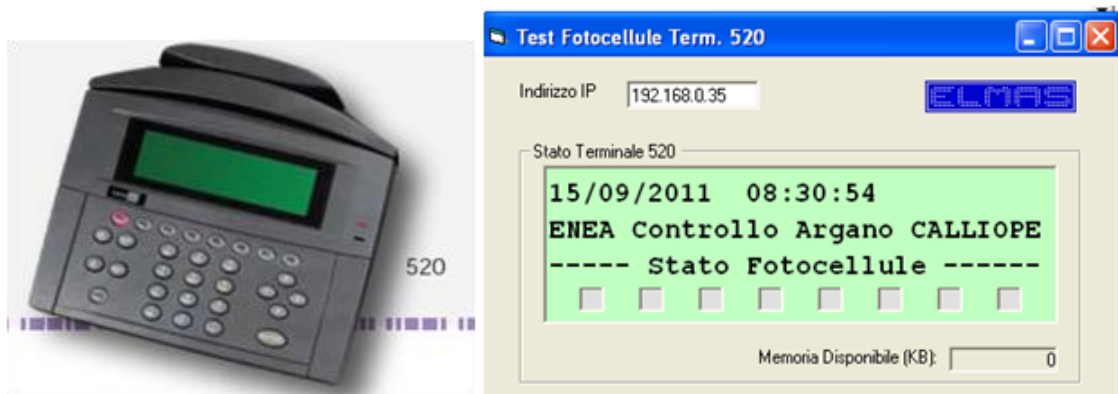 520
Test Fotocellule Term. 520
Indirizzo IP 192.168.0.35
ELMAS
Stato Terminale 520
15/09/2011 08:30:54
ENEA Controllo Argano CALLIOPE
----- Stato Fotocellule ------
Memoria Disponibile (KB): 0